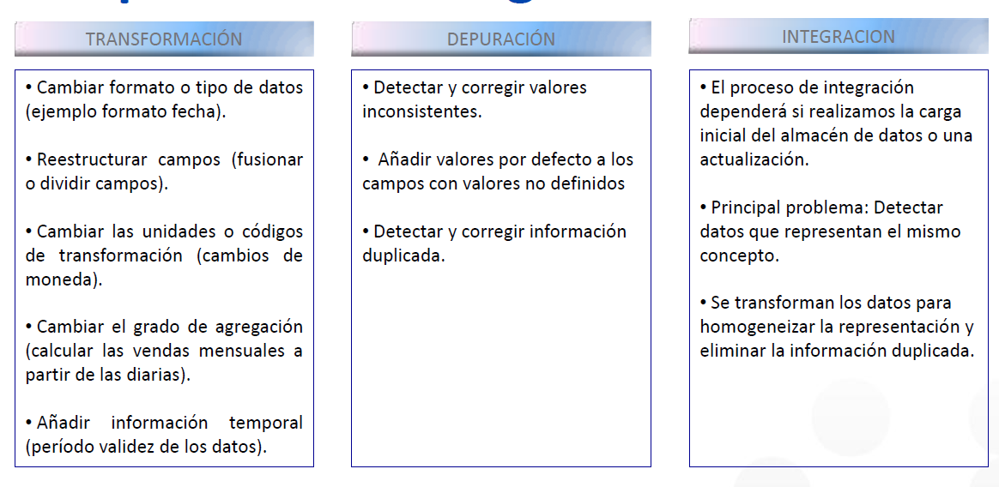 TRANSFORMACIÓN
• Cambiar formato o tipo de datos
(ejemplo formato fecha).
• Reestructurar campos (fusionar
o dividir campos).
• Cambiar las unidades o códigos
de transformación (cambios de
moneda).
• Cambiar el grado de agregación
(calcular las vendas mensuales a
partir de las diarias).
• Añadir información temporal
(período validez de los datos).
DEPURACIÓN
• Detectar y corregir valores
inconsistentes.
• Añadir valores por defecto a los
campos con valores no definidos
• Detectar y corregir información
duplicada.
INTEGRACION
• El proceso de integración
dependerá si realizamos la carga
inicial del almacén de datos o una
actualización.
• Principal problema: Detectar
datos que representan el mismo
concepto.
• Se transforman los datos para
homogeneizar la representación y
eliminar la información duplicada.